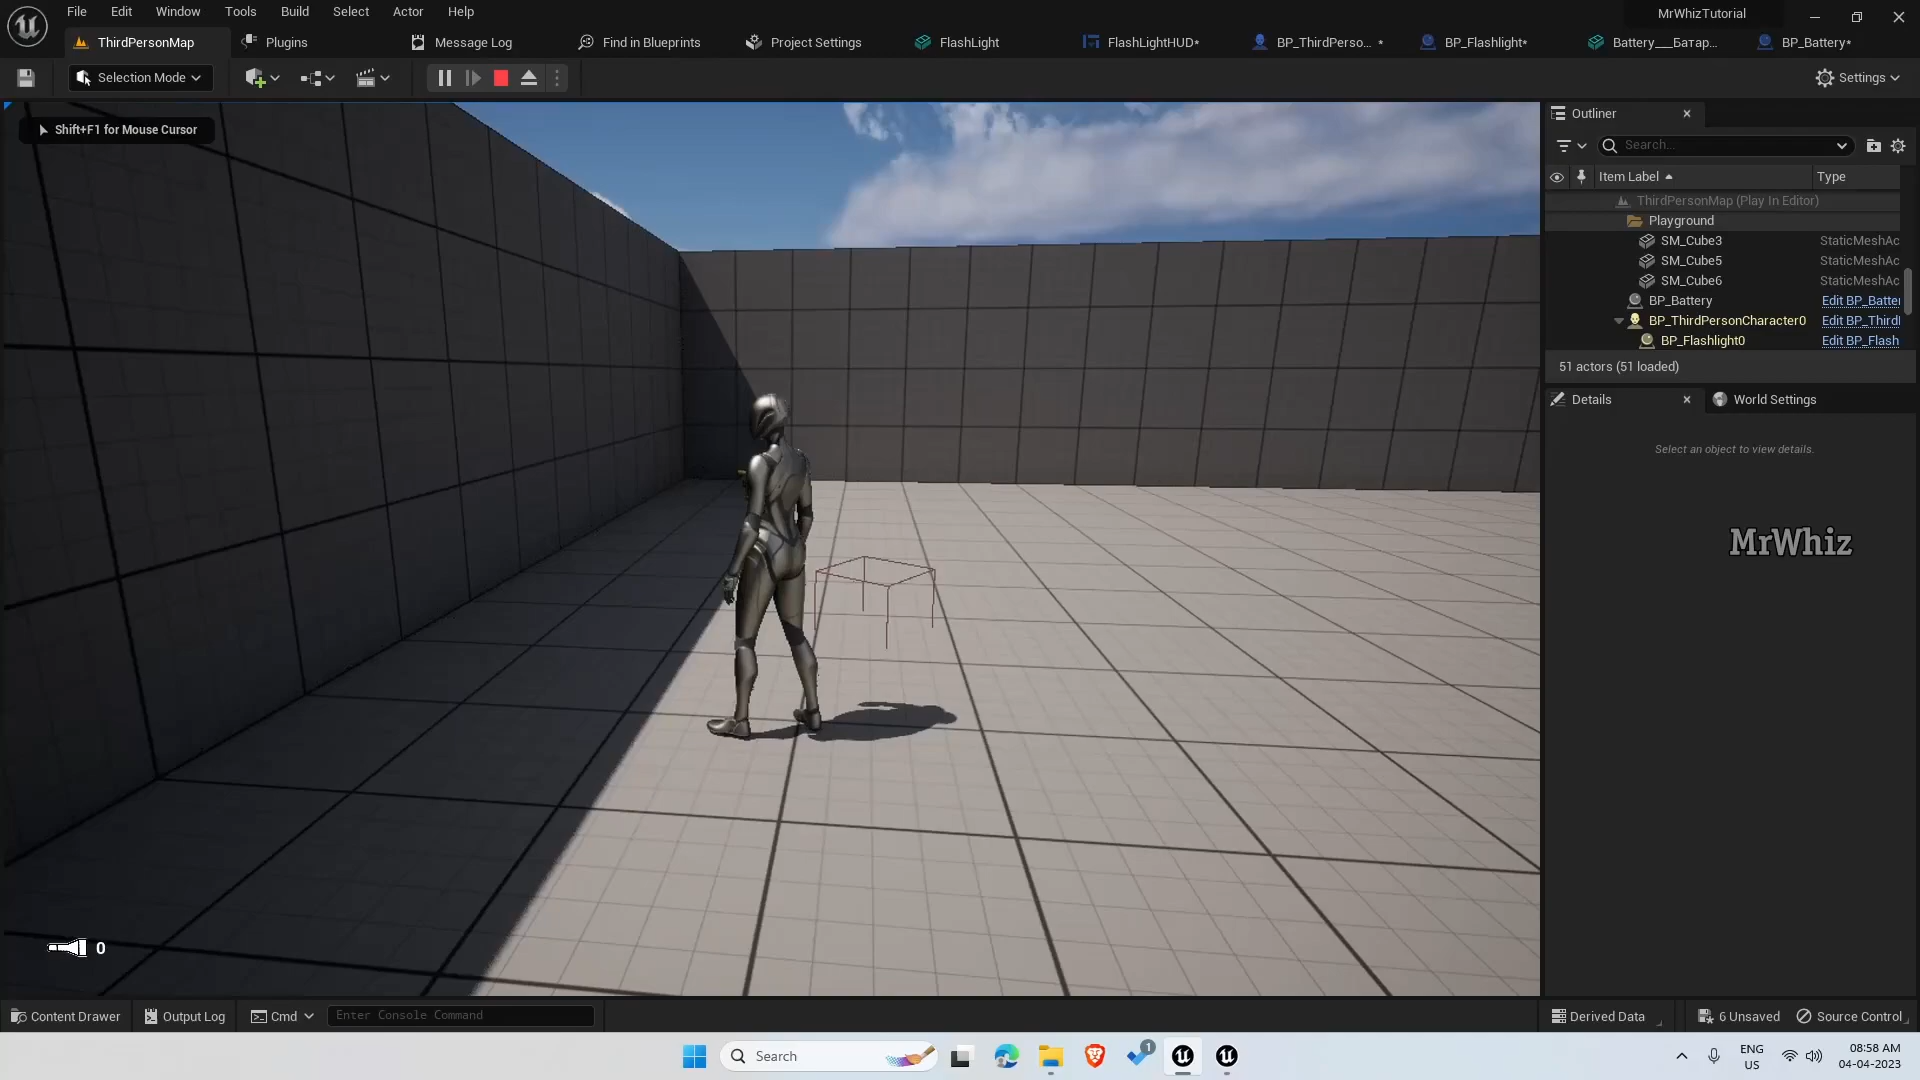 File Edit Window Tools Build Select Actor Help
MrWhizTutorial
ThirdPersonMap
Plugins
Message Log
Find in Blueprints
Project Settings
FlashLight
FlashLightHUD*
BP_ThirdPerso... *
BP_Flashlight*
Battery___Батар...
BP_Battery*
Selection Mode
Settings
Shift+F1 for Mouse Cursor
Outliner
Search...
Item Label
Type
ThirdPersonMap (Play In Editor)
Playground
SM_Cube3 StaticMeshAc
SM_Cube5 StaticMeshAc
SM_Cube6 StaticMeshAc
BP_Battery Edit BP_Batter
BP_ThirdPersonCharacter0 Edit BP_Third
BP_Flashlight0 Edit BP_Flash
51 actors (51 loaded)
Details
World Settings
Select an object to view details.
MrWhiz
0
Content Drawer
Output Log
Cmd
Enter Console Command
Derived Data
6 Unsaved
Source Control
Search
1
ENG
US
08:58 AM
04-04-2023